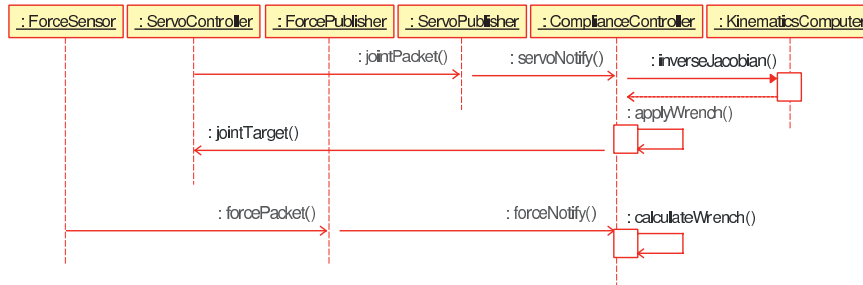 : ForceSensor
: ServoController
: ForcePublisher
: ServoPublisher
: ComplianceController
: KinematicsComputer
: jointPacket()
: servoNotify()
: inverseJacobian()
: applyWrench()
: jointTarget()
: forcePacket()
: forceNotify()
: calculateWrench()